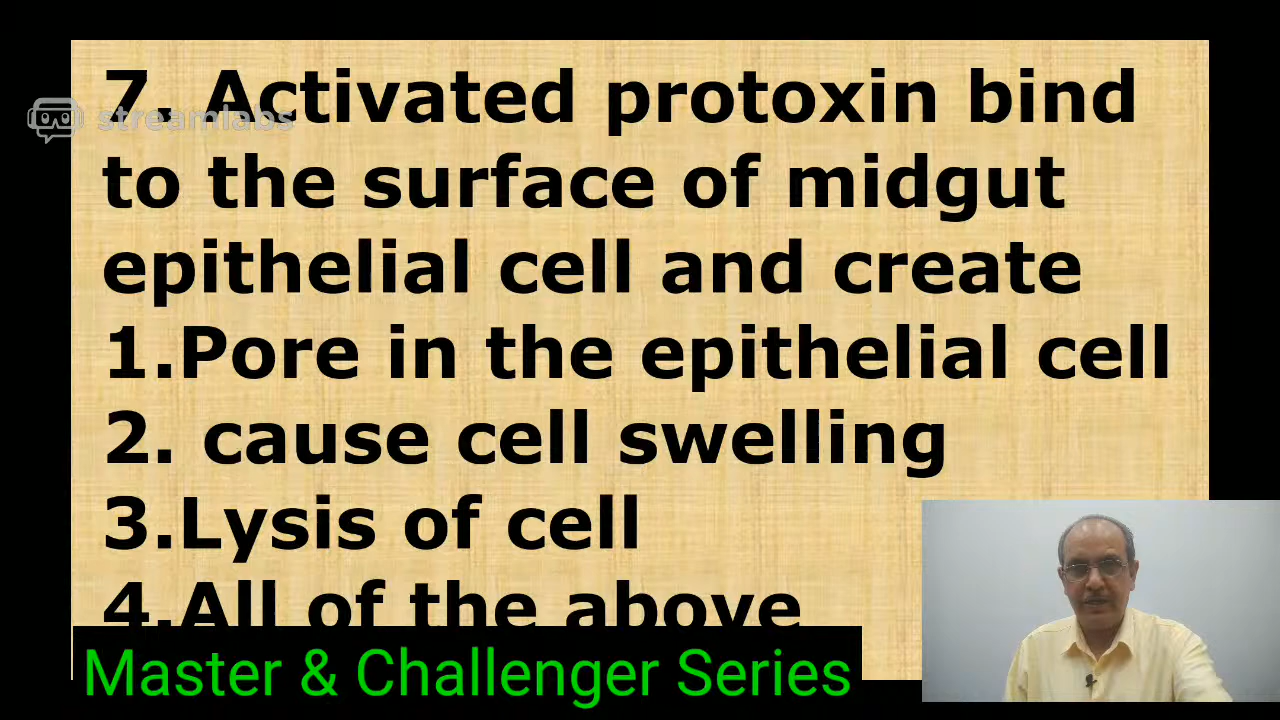 7. Activated protoxin bind
streamlabs
to the surface of midgut
epithelial cell and create
1.Pore in the epithelial cell
2. cause cell swelling
3.Lysis of cell
4.All of the above
Master & Challenger Series